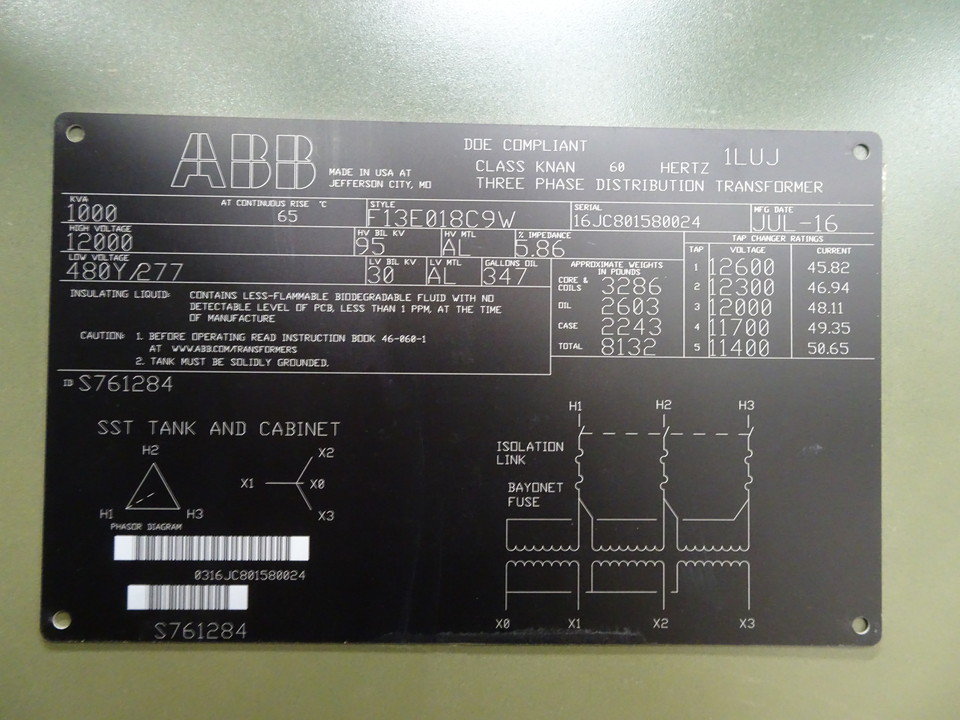 ABB
MADE IN USA AT
JEFFERSON CITY, MO
DOE COMPLIANT
CLASS KNAN 60 HERTZ 1LUJ
THREE PHASE DISTRIBUTION TRANSFORMER
KVA 1000 AT CONTINUOUS RISE °C 65 STYLE F13E018C9W SERIAL 16JC801580024 MFG DATE JUL -16
HIGH VOLTAGE 12000 HV BIL KV 95 HV MTL AL % IMPEDANCE 5.86
LOW VOLTAGE 480Y/277 LV BIL KV 30 LV MTL AL GALLONS OIL 347
INSULATING LIQUID: CONTAINS LESS-FLAMMABLE BIODEGRADABLE FLUID WITH NO
DETECTABLE LEVEL OF PCB, LESS THAN 1 PPM, AT THE TIME
OF MANUFACTURE
CAUTION: 1. BEFORE OPERATING READ INSTRUCTION BOOK 46-060-1
AT WWW.ABB.COM/TRANSFORMERS
2. TANK MUST BE SOLIDLY GROUNDED.
APPROXIMATE WEIGHTS
IN POUNDS
CORE & COILS 3286
OIL 2603
CASE 2243
TOTAL 8132
TAP CHANGER RATINGS
TAP VOLTAGE CURRENT
1 12600 45.82
2 12300 46.94
3 12000 48.11
4 11700 49.35
5 11400 50.65
ID S761284
SST TANK AND CABINET
H2
H1 H3
PHASOR DIAGRAM
X2
X1 X0
X3
0316JC801580024
S761284
H1 H2 H3
ISOLATION
LINK
BAYONET
FUSE
X0 X1 X2 X3